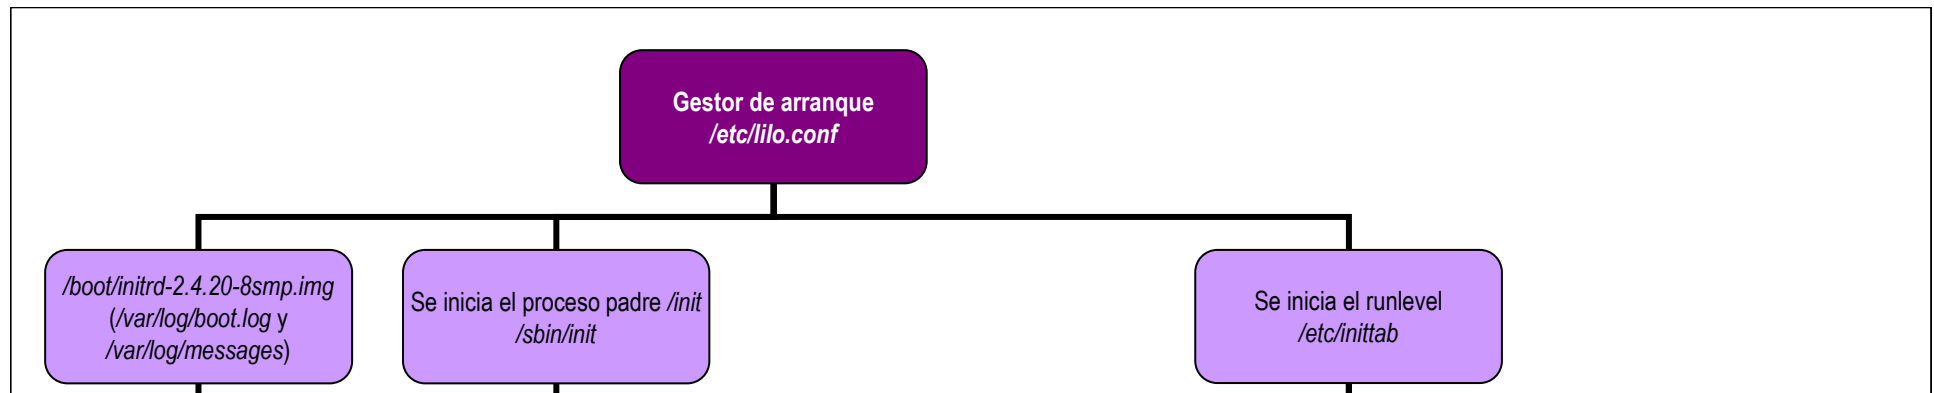 Gestor de arranque
/etc/lilo.conf
/boot/initrd-2.4.20-8smp.img
(/var/log/boot.log y
/var/log/messages)
Se inicia el proceso padre /init
/sbin/init
Se inicia el runlevel
/etc/inittab